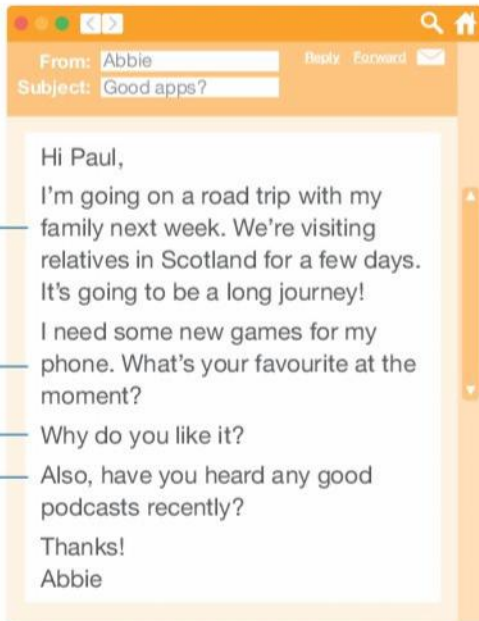 From: Abbie
Reply Forward
Subject: Good apps?
Hi Paul,
I'm going on a road trip with my
family next week. We're visiting
relatives in Scotland for a few days.
It's going to be a long journey!
I need some new games for my
phone. What's your favourite at the
moment?
Why do you like it?
Also, have you heard any good
podcasts recently?
Thanks!
Abbie